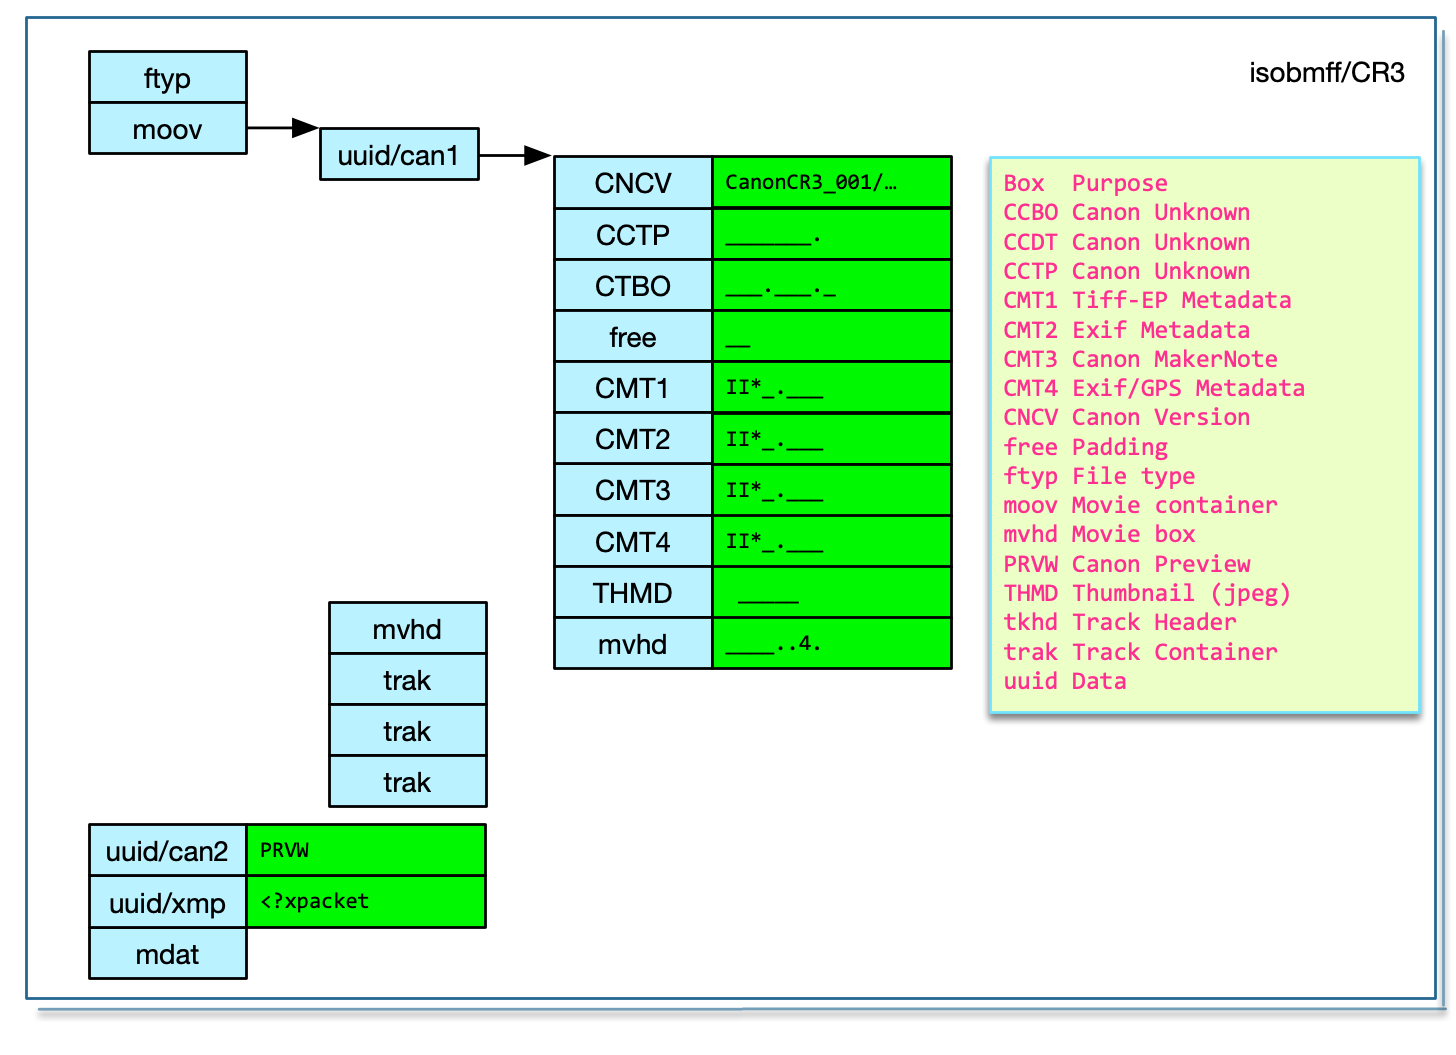 isobmff/CR3
ftyp
moov
uuid/can1
CNCV CanonCR3_001/…
CCTP _______.
CTBO ___.___._
free __
CMT1 II*_.___
CMT2 II*_.___
CMT3 II*_.___
CMT4 II*_.___
THMD _____
mvhd ____..4.
Box Purpose
CCBO Canon Unknown
CCDT Canon Unknown
CCTP Canon Unknown
CMT1 Tiff-EP Metadata
CMT2 Exif Metadata
CMT3 Canon MakerNote
CMT4 Exif/GPS Metadata
CNCV Canon Version
free Padding
ftyp File type
moov Movie container
mvhd Movie box
PRVW Canon Preview
THMD Thumbnail (jpeg)
tkhd Track Header
trak Track Container
uuid Data
mvhd
trak
trak
trak
uuid/can2 PRVW
uuid/xmp <?xpacket
mdat